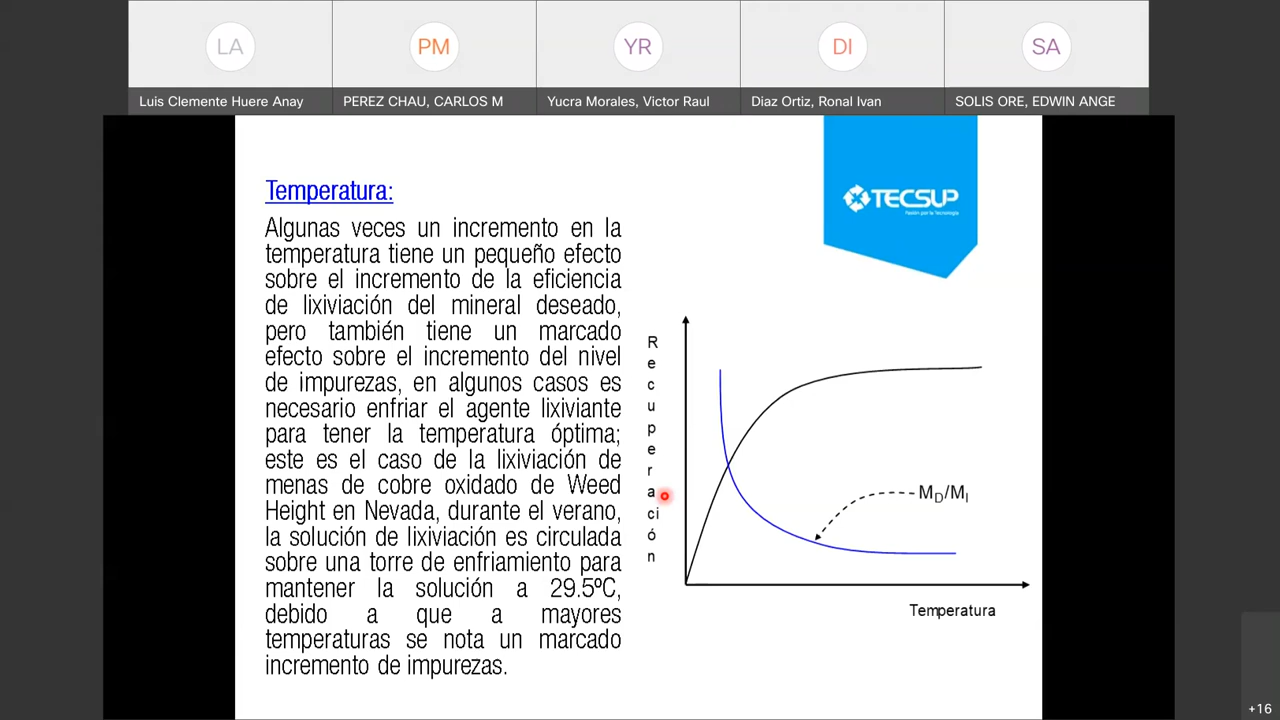 LA
PM
YR
DI
SA
Luis Clemente Huere Anay
PEREZ CHAU, CARLOS M
Yucra Morales, Victor Raul
Diaz Ortiz, Ronal Ivan
SOLIS ORE, EDWIN ANGE
TECSUP
Pasión por la Tecnología
Temperatura:
Algunas veces un incremento en la
temperatura tiene un pequeño efecto
sobre el incremento de la eficiencia
de lixiviación del mineral deseado,
pero también tiene un marcado
efecto sobre el incremento del nivel
de impurezas, en algunos casos es
necesario enfriar el agente lixiviante
para tener la temperatura óptima;
este es el caso de la lixiviación de
menas de cobre oxidado de Weed
Height en Nevada, durante el verano,
la solución de lixiviación es circulada
sobre una torre de enfriamiento para
mantener la solución a 29.5ºC,
debido a que a mayores
temperaturas se nota un marcado
incremento de impurezas.
Recuperación
MD/MI
Temperatura
+16